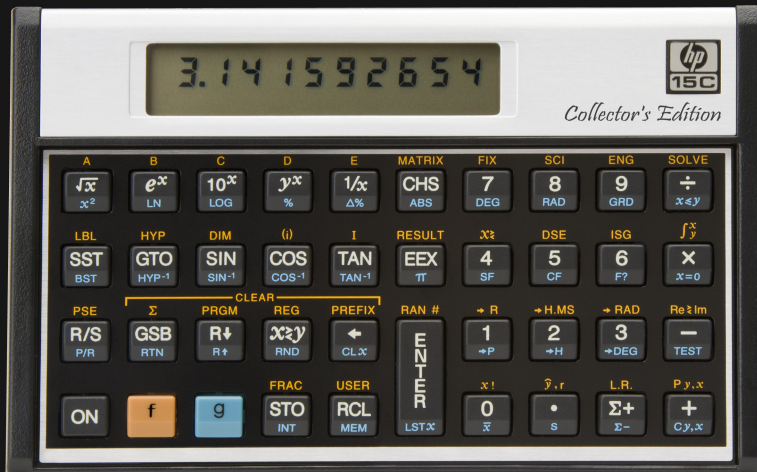 3.141592654
hp
15C
Collector's Edition
A B C D E MATRIX FIX SCI ENG SOLVE
√x eˣ 10ˣ yˣ 1/x CHS 7 8 9 ÷
x² LN LOG % Δ% ABS DEG RAD GRD x≤y
LBL HYP DIM (i) I RESULT x≷ DSE ISG ∫ˣy
SST GTO SIN COS TAN EEX 4 5 6 ×
BST HYP⁻¹ SIN⁻¹ COS⁻¹ TAN⁻¹ π SF CF F? x=0
CLEAR
PSE Σ PRGM REG PREFIX RAN # →R →H.MS →RAD Re≷Im
R/S GSB R↓ x≷y ← ENTER 1 2 3 −
P/R RTN R↑ RND CLx →P →H →DEG TEST
FRAC USER x! ŷ,r L.R. Py,x
ON f g STO RCL 0 • Σ+ +
INT MEM LSTx x̄ s Σ− Cy,x